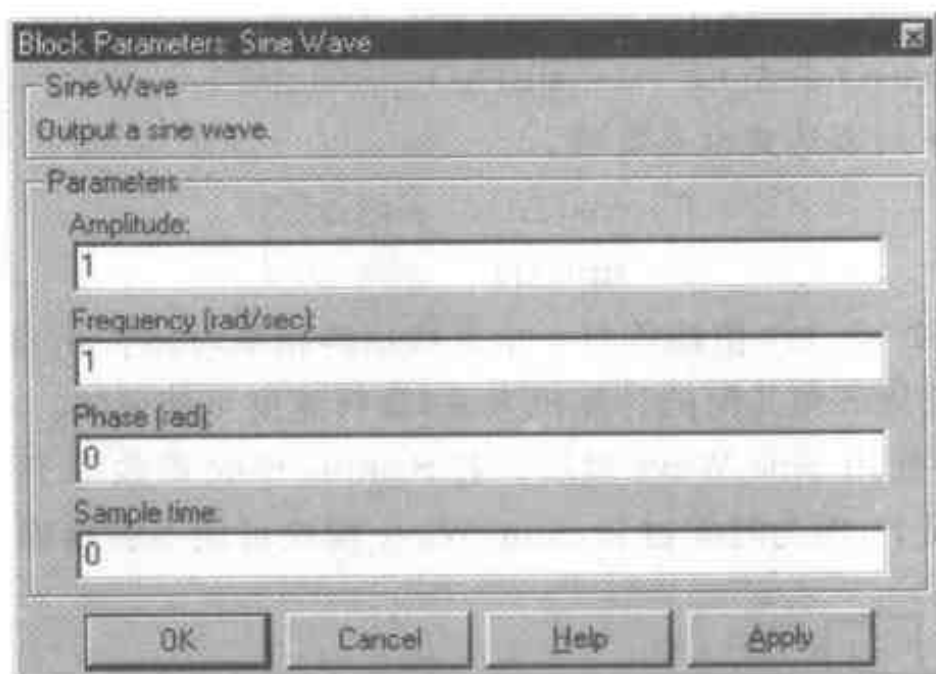 Block Parameters: Sine Wave
Sine Wave
Output a sine wave.
Parameters
Amplitude:
1
Frequency (rad/sec):
1
Phase (rad):
0
Sample time:
0
OK Cancel Help Apply